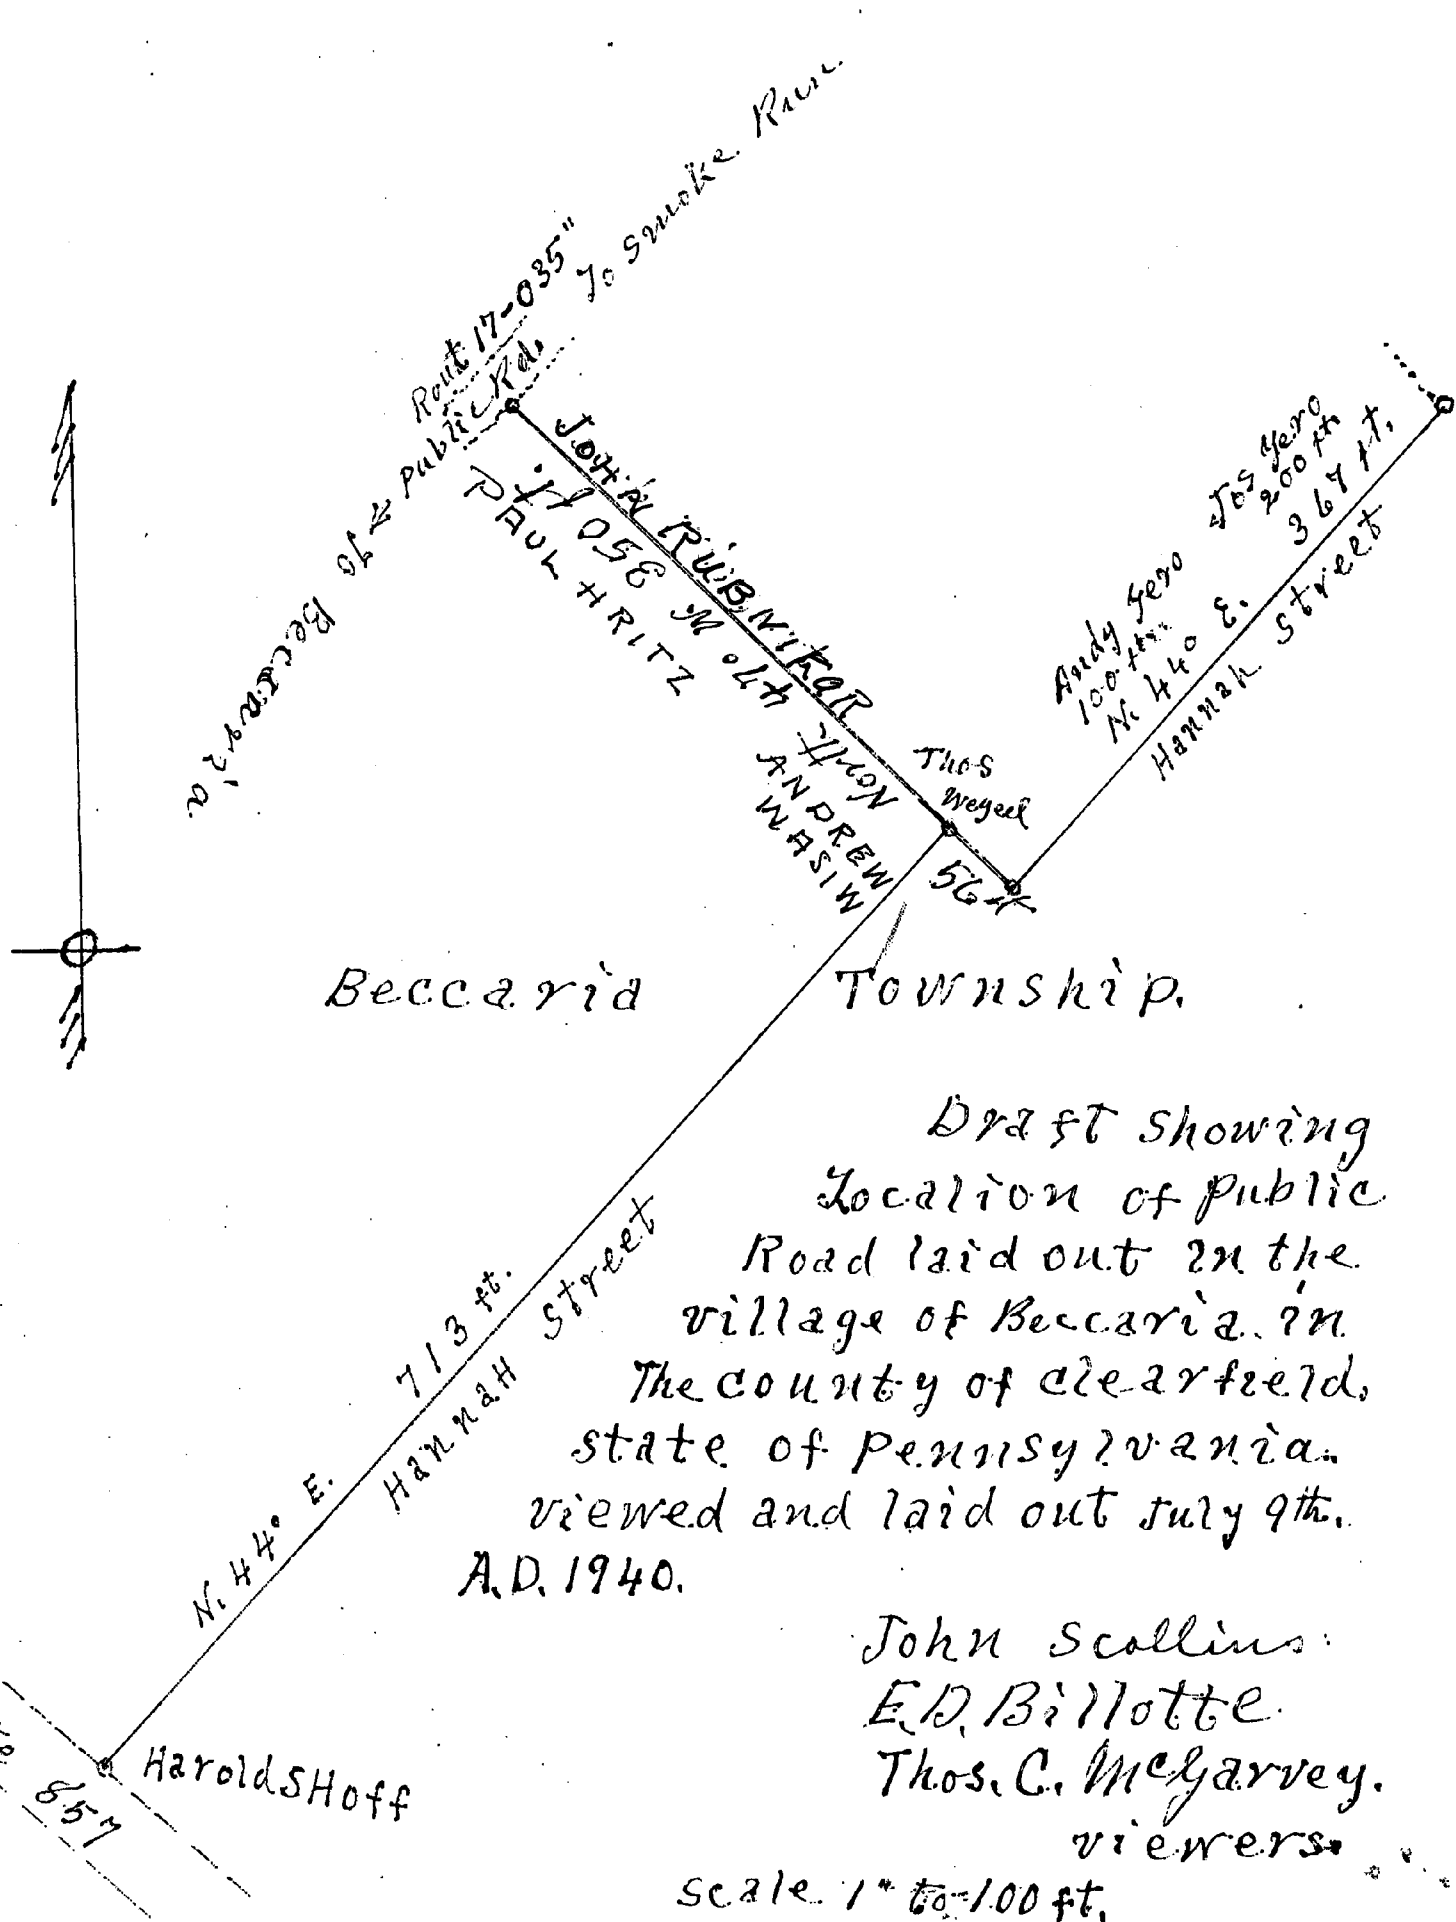 To Smoke Run
Rout 17-035"
Public Rd.
To Beccaria
JOHN RUBNIKAR
North 47° W 350 ft.
PAUL HRITZ
ANDREW
WASIW
Thos
56 ft
Jos Yero
200 ft.
Andy Yero
100 ft.
N. 44° E. 367 ft.
Hannah Street
Beccaria Township.
N. 44° E. 713 ft.
HannaH Street
Harold SHoff
857
Draft Showing
Location of Public
Road laid out in the
village of Beccaria in
The county of clearfield,
state of Pennsylvania.
viewed and laid out July 9th.
A.D. 1940.
John Scollins
E.D. Billotte
Thos. C. McGarvey.
viewers.
scale 1" to 100 ft.